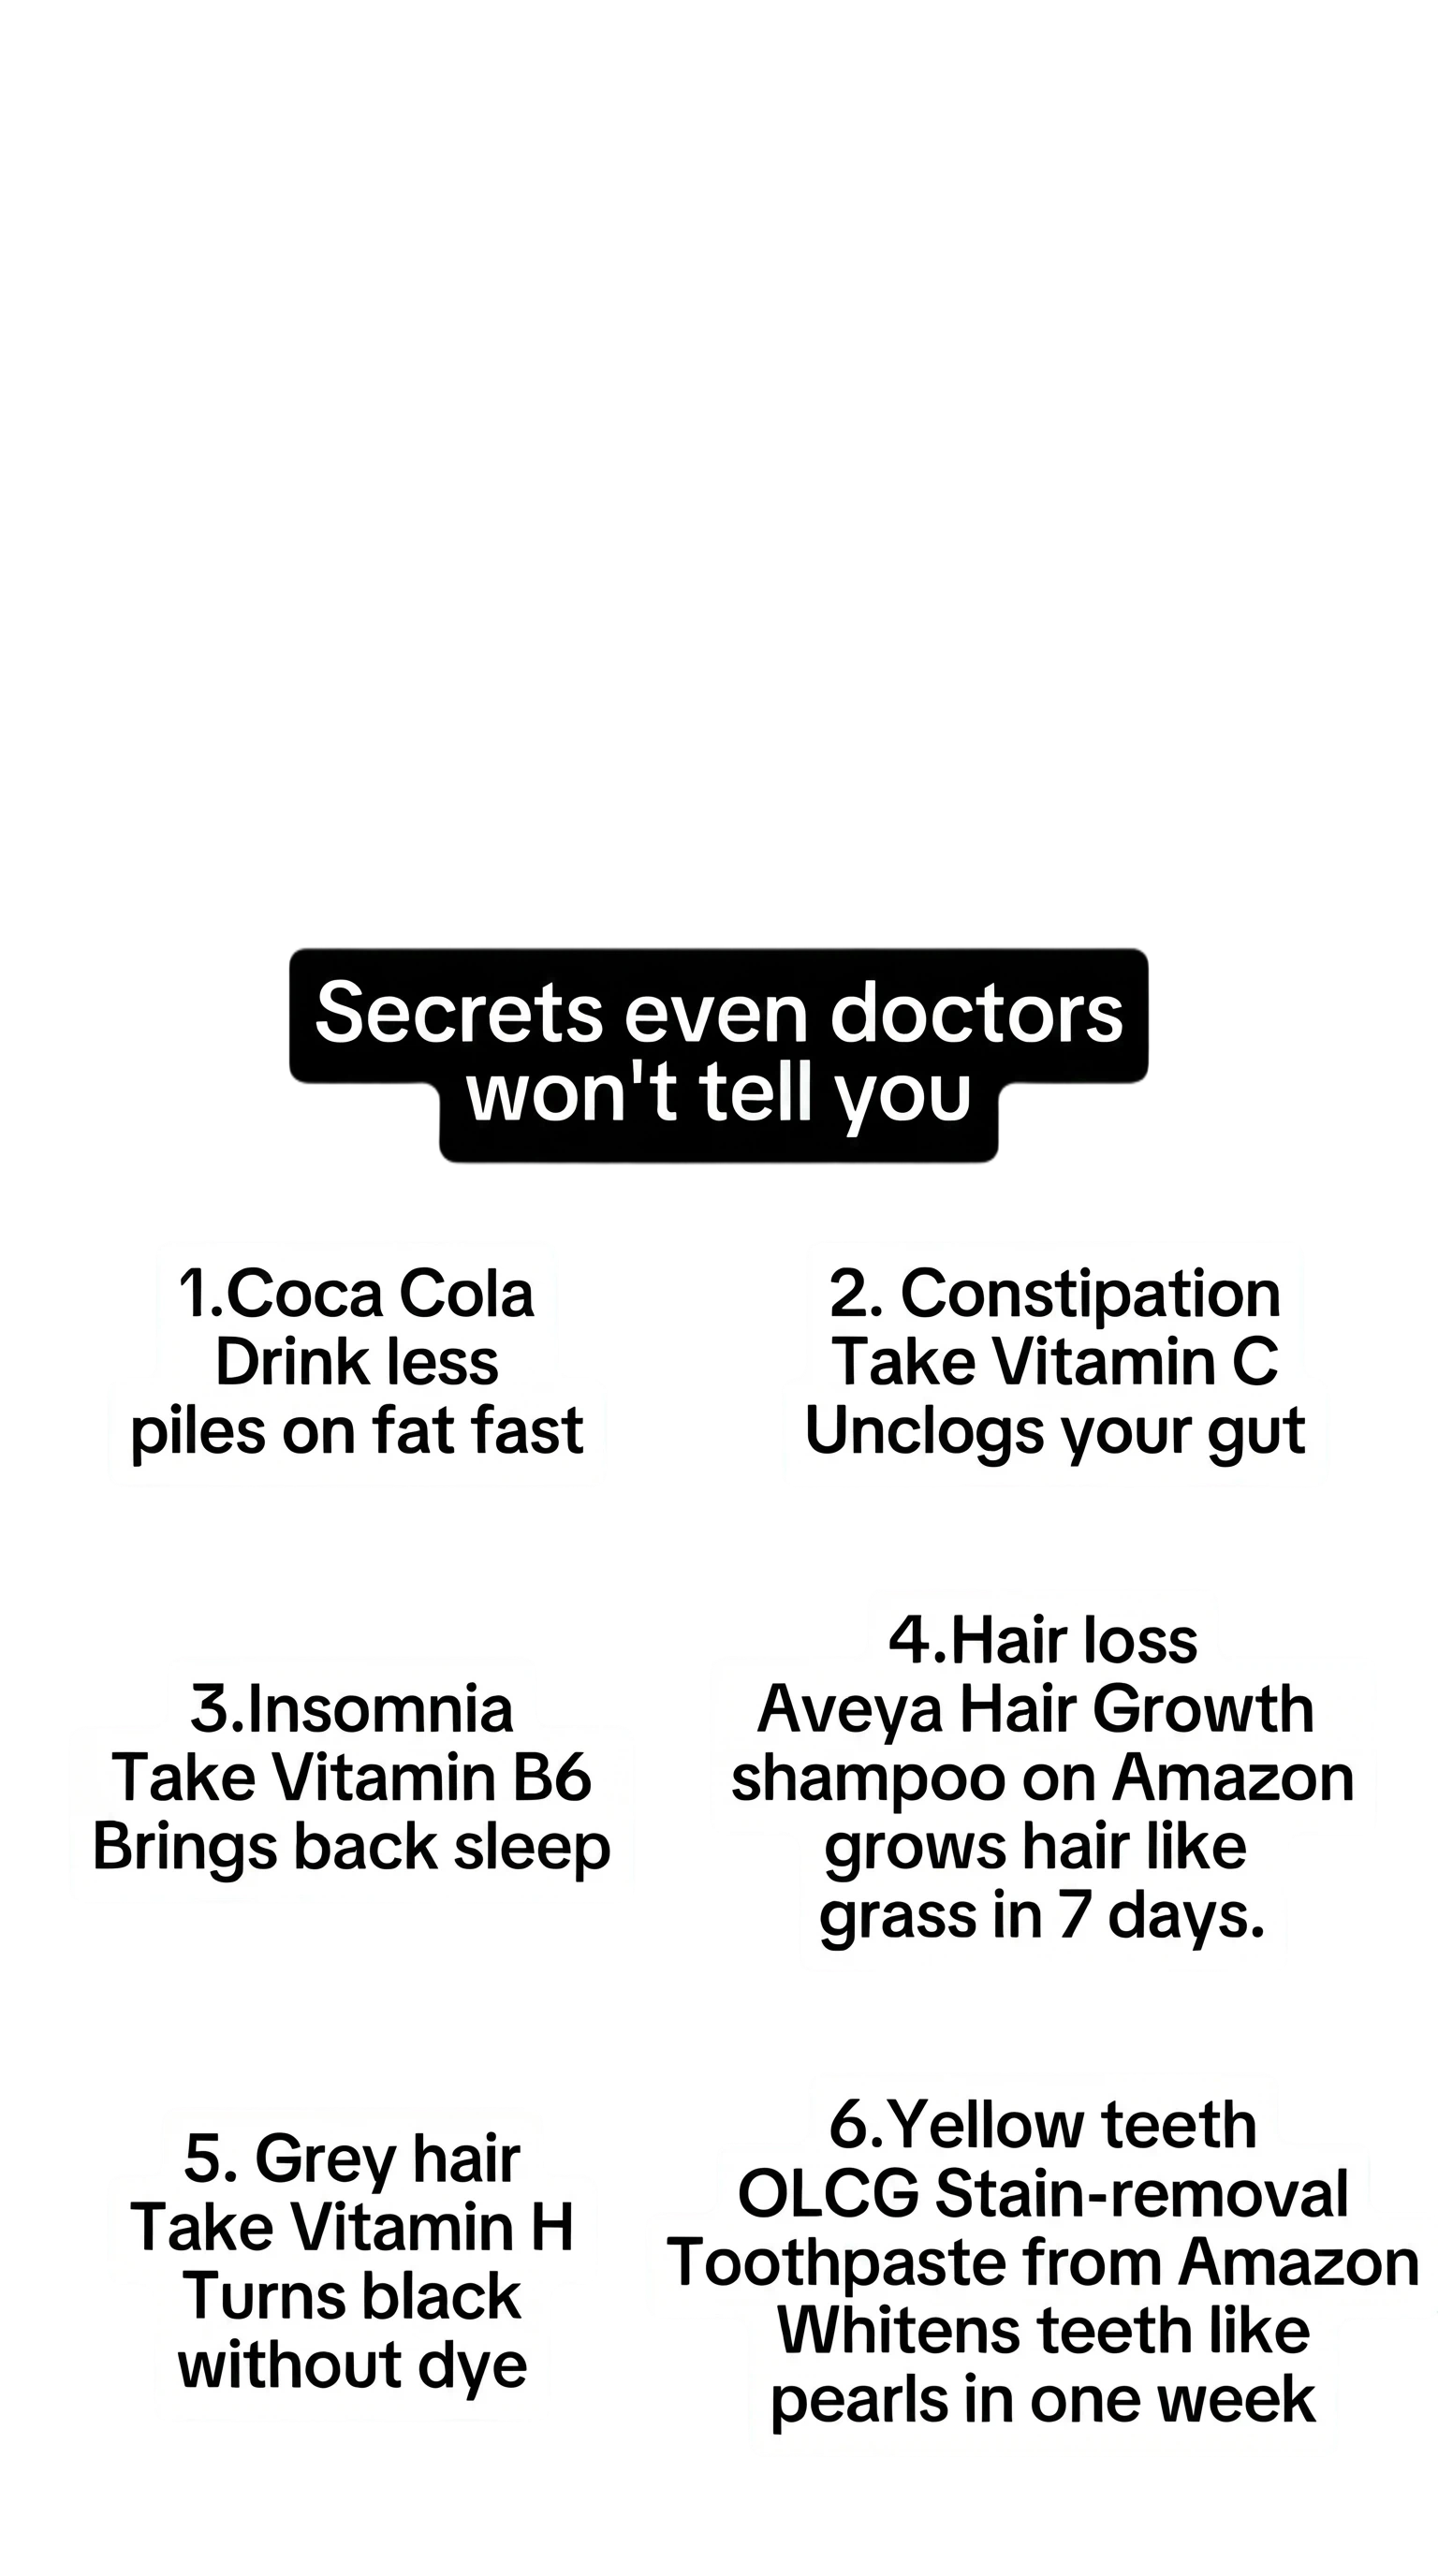 Secrets even doctors
won't tell you
1.Coca Cola
Drink less
piles on fat fast
2. Constipation
Take Vitamin C
Unclogs your gut
3.Insomnia
Take Vitamin B6
Brings back sleep
4.Hair loss
Aveya Hair Growth
shampoo on Amazon
grows hair like
grass in 7 days.
5. Grey hair
Take Vitamin H
Turns black
without dye
6.Yellow teeth
OLCG Stain-removal
Toothpaste from Amazon
Whitens teeth like
pearls in one week